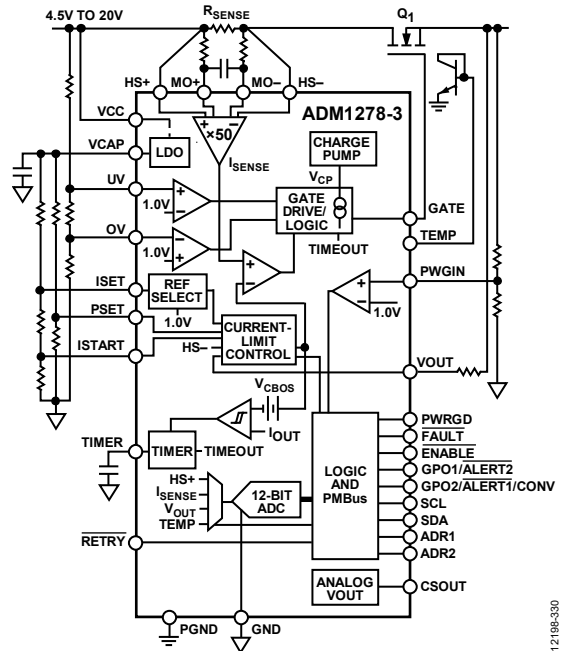 4.5V TO 20V
RSENSE
Q1
HS+
MO+
MO–
HS–
ADM1278-3
VCC
+
–
×50
VCAP
LDO
ISENSE
CHARGE
PUMP
VCP
UV
+
–
1.0V
GATE
DRIVE/
LOGIC
GATE
TIMEOUT
TEMP
OV
–
+
1.0V
+
–
PWGIN
+
–
1.0V
ISET
REF
SELECT
1.0V
PSET
CURRENT-
LIMIT
CONTROL
ISTART
HS–
VOUT
VCBOS
IOUT
TIMER
TIMER
TIMEOUT
PWRGD
FAULT
ENABLE
GPO1/ALERT2
GPO2/ALERT1/CONV
SCL
SDA
ADR1
ADR2
LOGIC
AND
PMBus
HS+
ISENSE
VOUT
TEMP
12-BIT
ADC
RETRY
ANALOG
VOUT
CSOUT
PGND
GND
12198-330